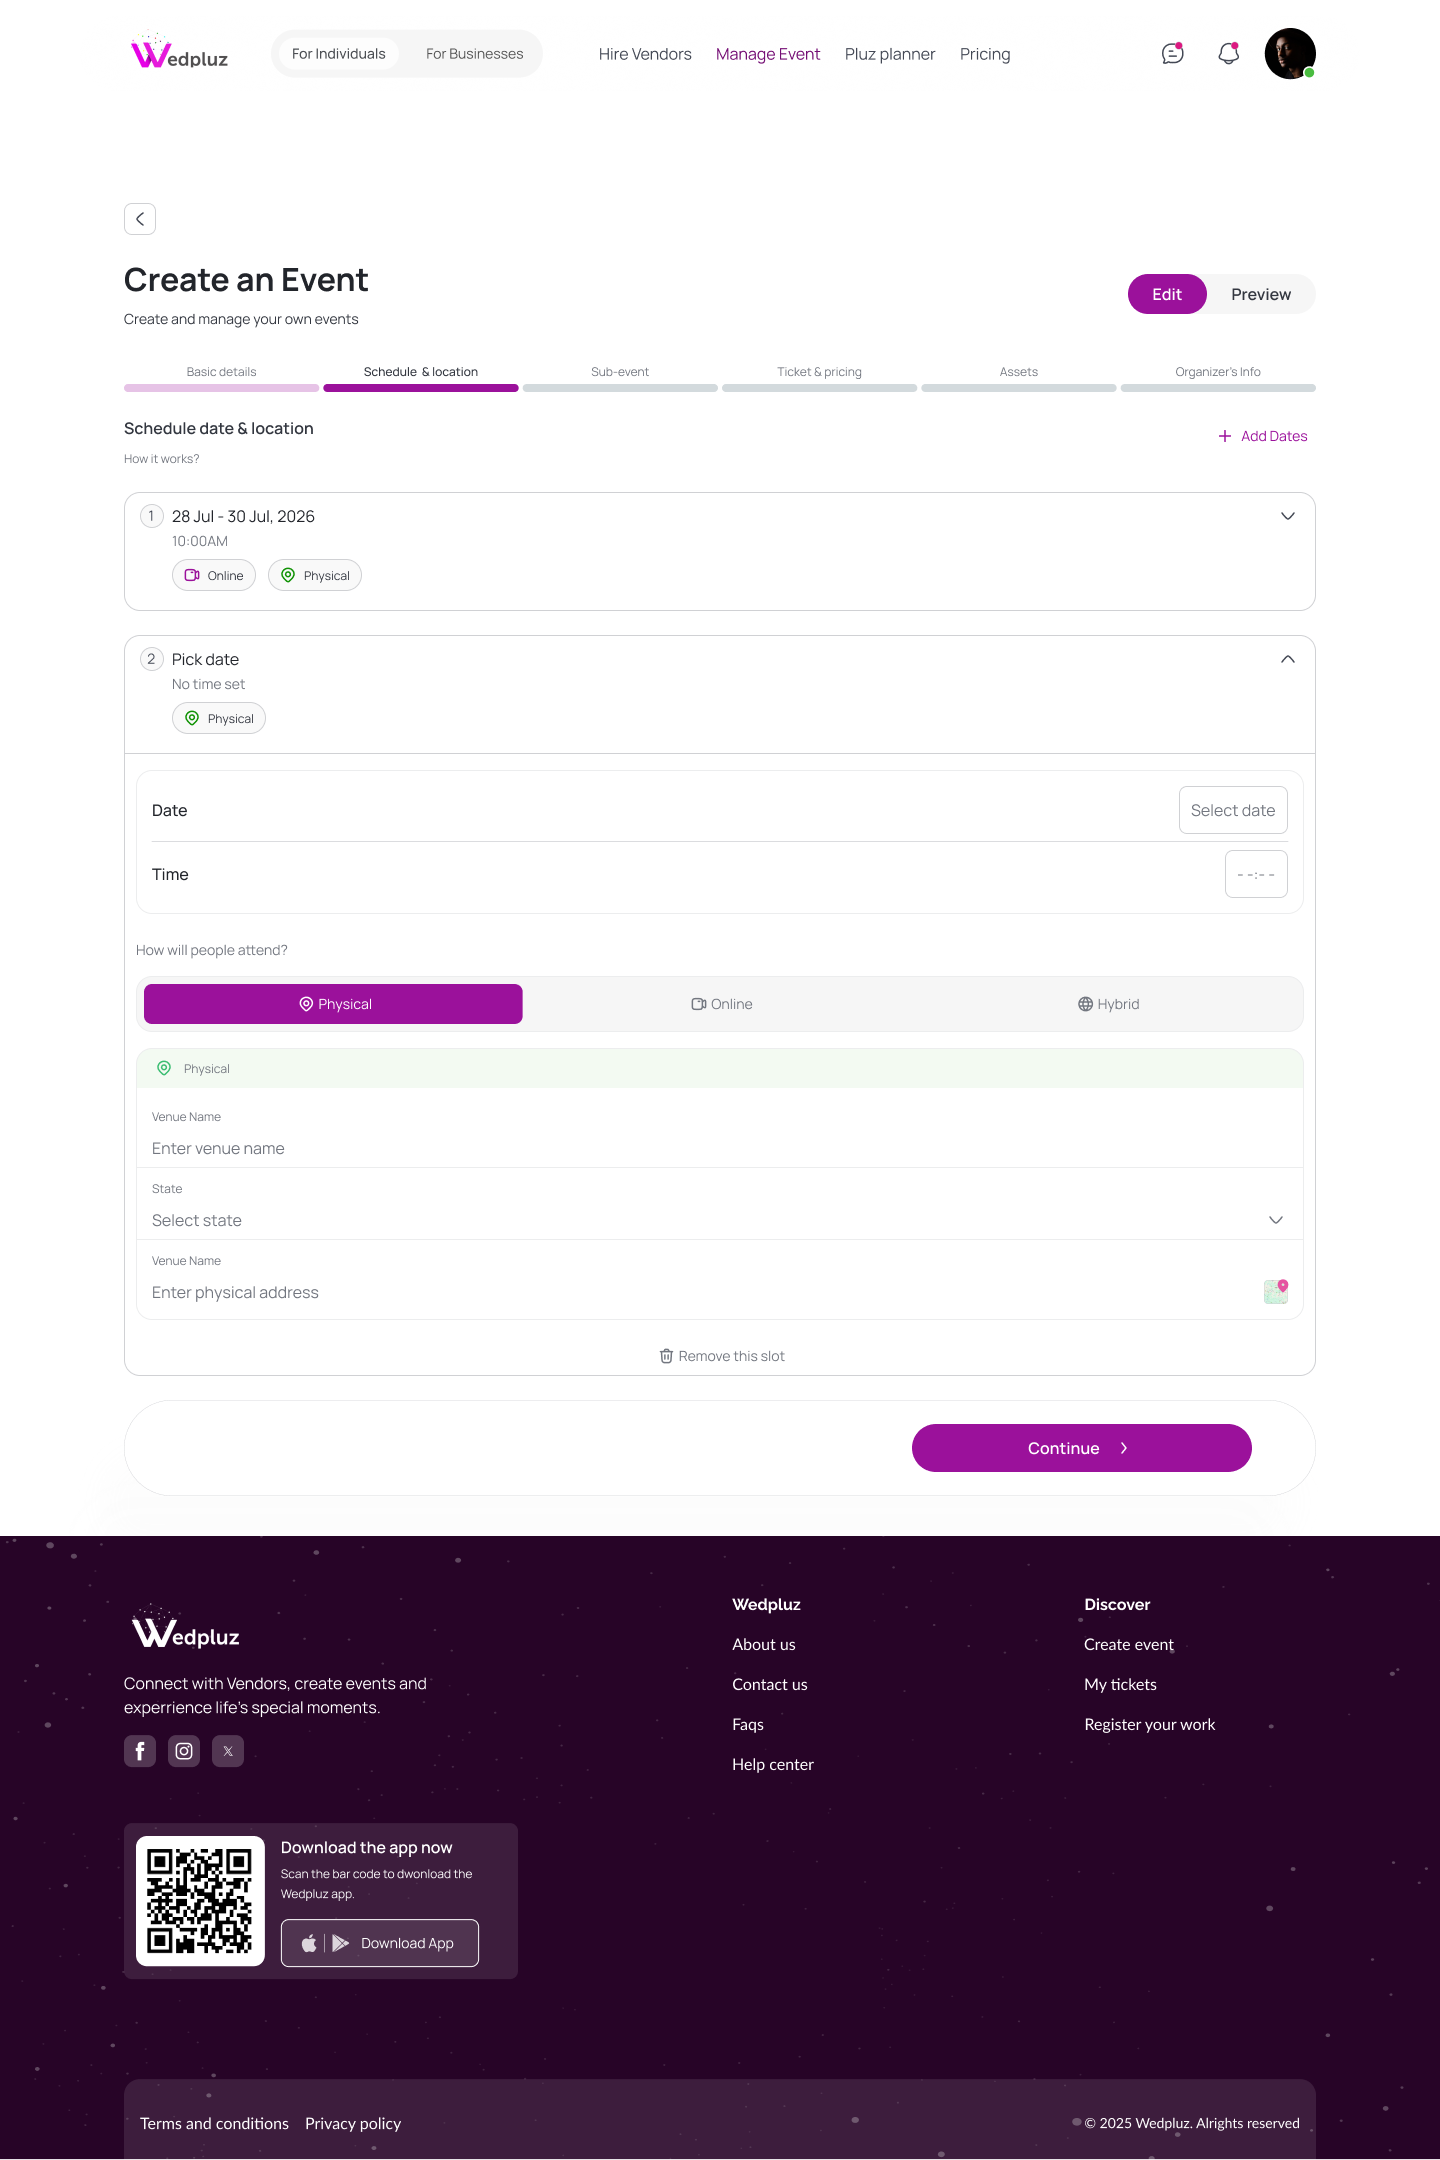 Wedpluz
For Individuals
For Businesses
Hire Vendors
Manage Event
Pluz planner
Pricing
Create an Event
Create and manage your own events
Edit
Preview
Basic details
Schedule & location
Sub-event
Ticket & pricing
Assets
Organizer's Info
Schedule date & location
How it works?
Add Dates
1
28 Jul - 30 Jul, 2026
10:00AM
Online
Physical
2
Pick date
No time set
Physical
Date
Select date
Time
- -:- -
How will people attend?
Physical
Online
Hybrid
Physical
Venue Name
Enter venue name
State
Select state
Venue Name
Enter physical address
Remove this slot
Continue
Wedpluz
Connect with Vendors, create events and
experience life's special moments.
Wedpluz
About us
Contact us
Faqs
Help center
Discover
Create event
My tickets
Register your work
Download the app now
Scan the bar code to dwonload the
Wedpluz app.
Download App
Terms and conditions
Privacy policy
© 2025 Wedpluz. Alrights reserved